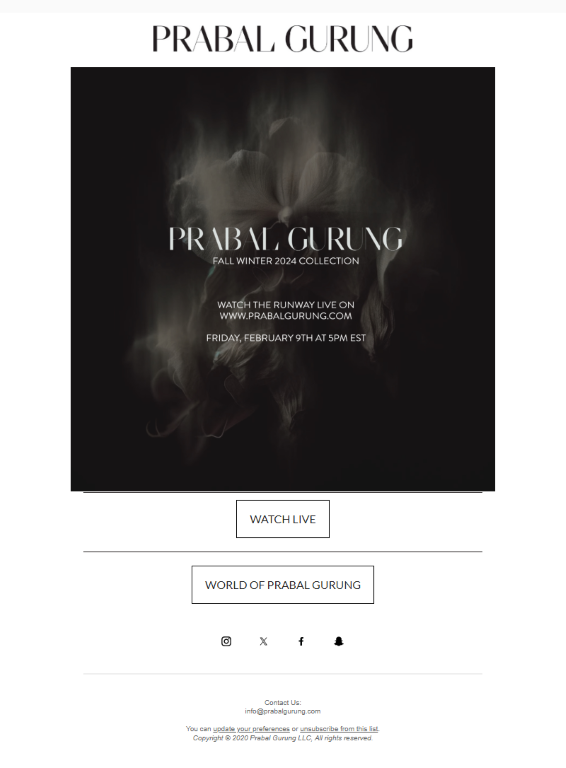 PRABAL GURUNG
PRABAL GURUNG
FALL WINTER 2024 COLLECTION
WATCH THE RUNWAY LIVE ON
WWW.PRABALGURUNG.COM
FRIDAY, FEBRUARY 9TH AT 5PM EST
WATCH LIVE
WORLD OF PRABAL GURUNG
Contact Us:
info@prabalgurung.com
You can update your preferences or unsubscribe from this list.
Copyright © 2020 Prabal Gurung LLC, All rights reserved.